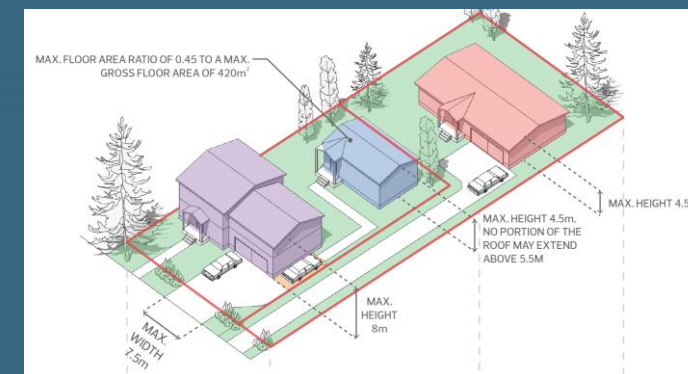 MAX. FLOOR AREA RATIO OF 0.45 TO A MAX.
GROSS FLOOR AREA OF 420m²
MAX. HEIGHT 4.5
MAX. HEIGHT 4.5m,
NO PORTION OF THE
ROOF MAY EXTEND
ABOVE 5.5M
MAX.
HEIGHT
8m
MAX.
WIDTH
7.5m